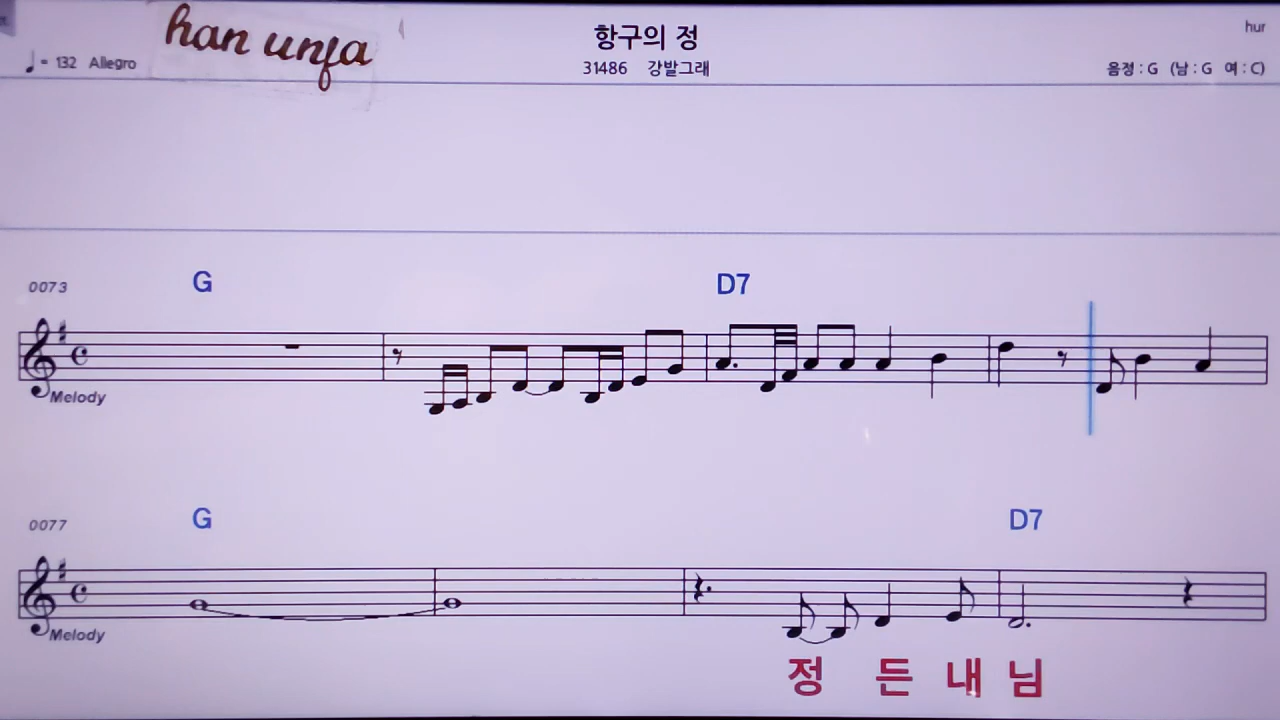 han unfa
항구의 정
hur
♩= 132 Allegro
31486 강발그래
음정 : G (남 : G 여 : C)
0073
G
D7
Melody
0077
G
D7
Melody
정 든 내 님